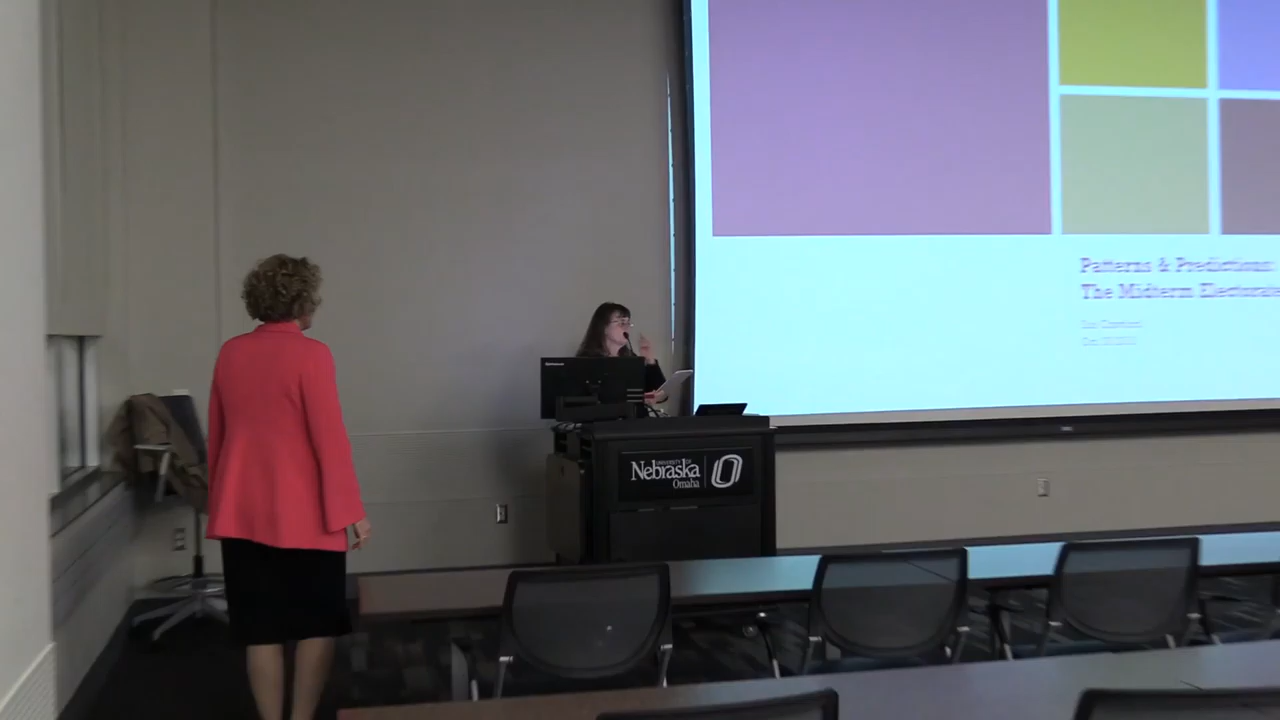 Patterns & Predictions:
The Midterm Electorate
UNIVERSITY OF
Nebraska
Omaha